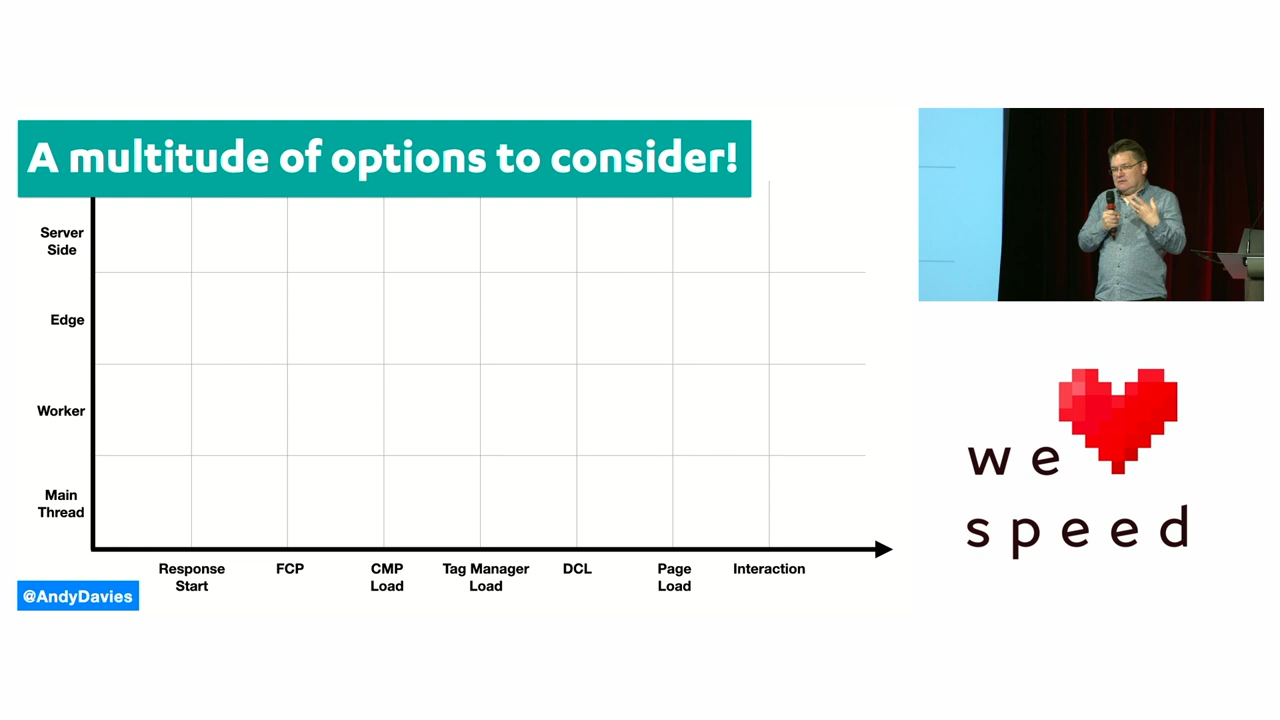 A multitude of options to consider!
Server
Side
Edge
Worker
Main
Thread
Response
Start
FCP
CMP
Load
Tag Manager
Load
DCL
Page
Load
Interaction
@AndyDavies
we
speed